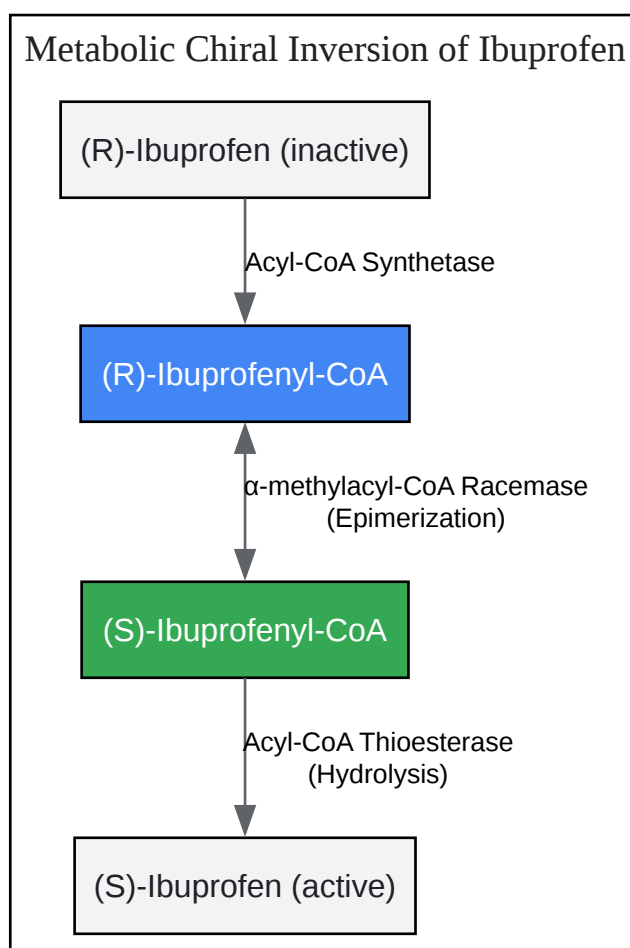 Metabolic Chiral Inversion of Ibuprofen
(R)-Ibuprofen (inactive)
Acyl-CoA Synthetase
(R)-Ibuprofenyl-CoA
α-methylacyl-CoA Racemase
(Epimerization)
(S)-Ibuprofenyl-CoA
Acyl-CoA Thioesterase
(Hydrolysis)
(S)-Ibuprofen (active)